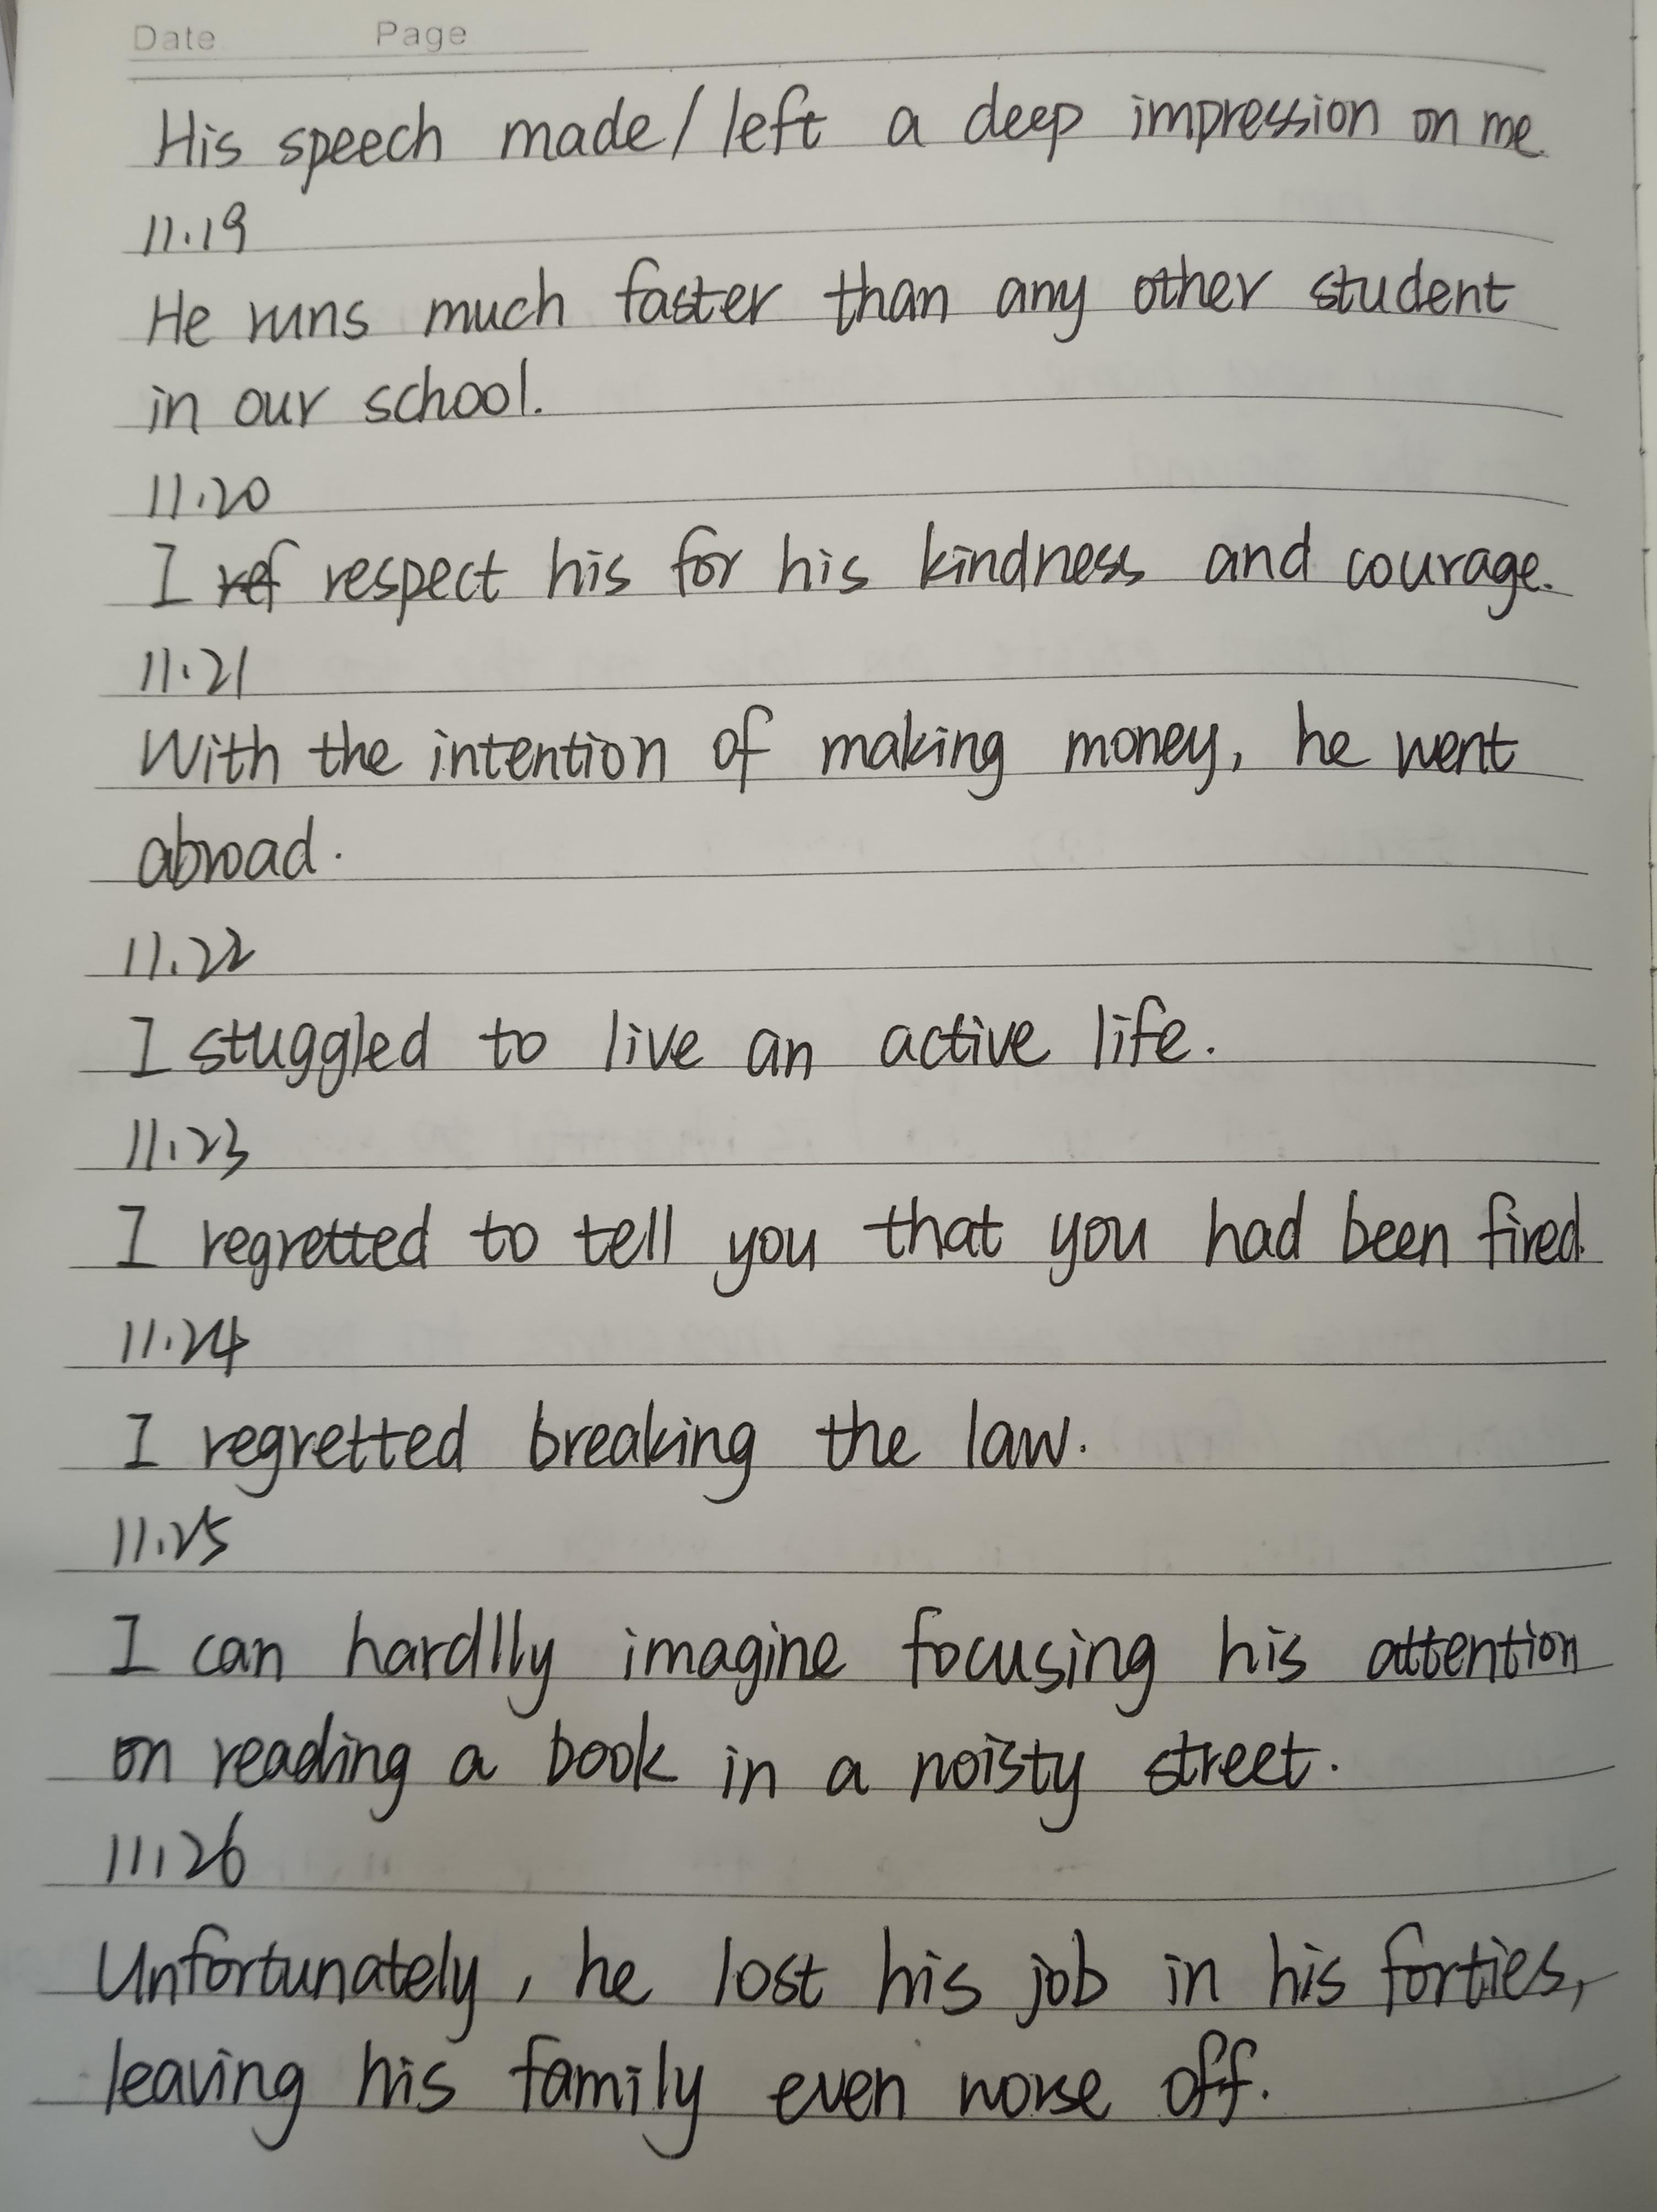 Date Page
His speech made/left a deep impression on me.
11.19
He runs much faster than any other student
in our school.
11.20
I ref respect his for his kindness and courage.
11.21
With the intention of making money, he went
abroad.
11.22
I stuggled to live an active life.
11.23
I regretted to tell you that you had been fired.
11.24
I regretted breaking the law.
11.25
I can hardlly imagine focusing his attention
on reading a book in a noisty street.
11.26
Unfortunately, he lost his job in his forties,
leaving his family even worse off.